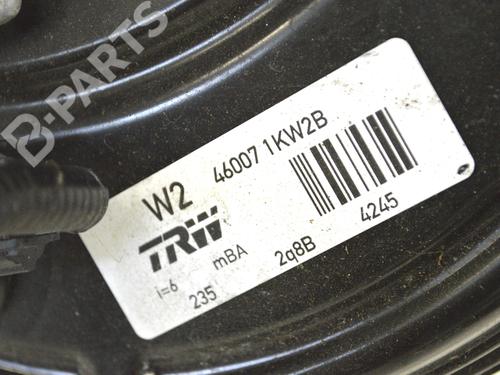 B-PARTS
W2 46007 1KW2B
TRW
i=6 mBA
235 2q8B 4245